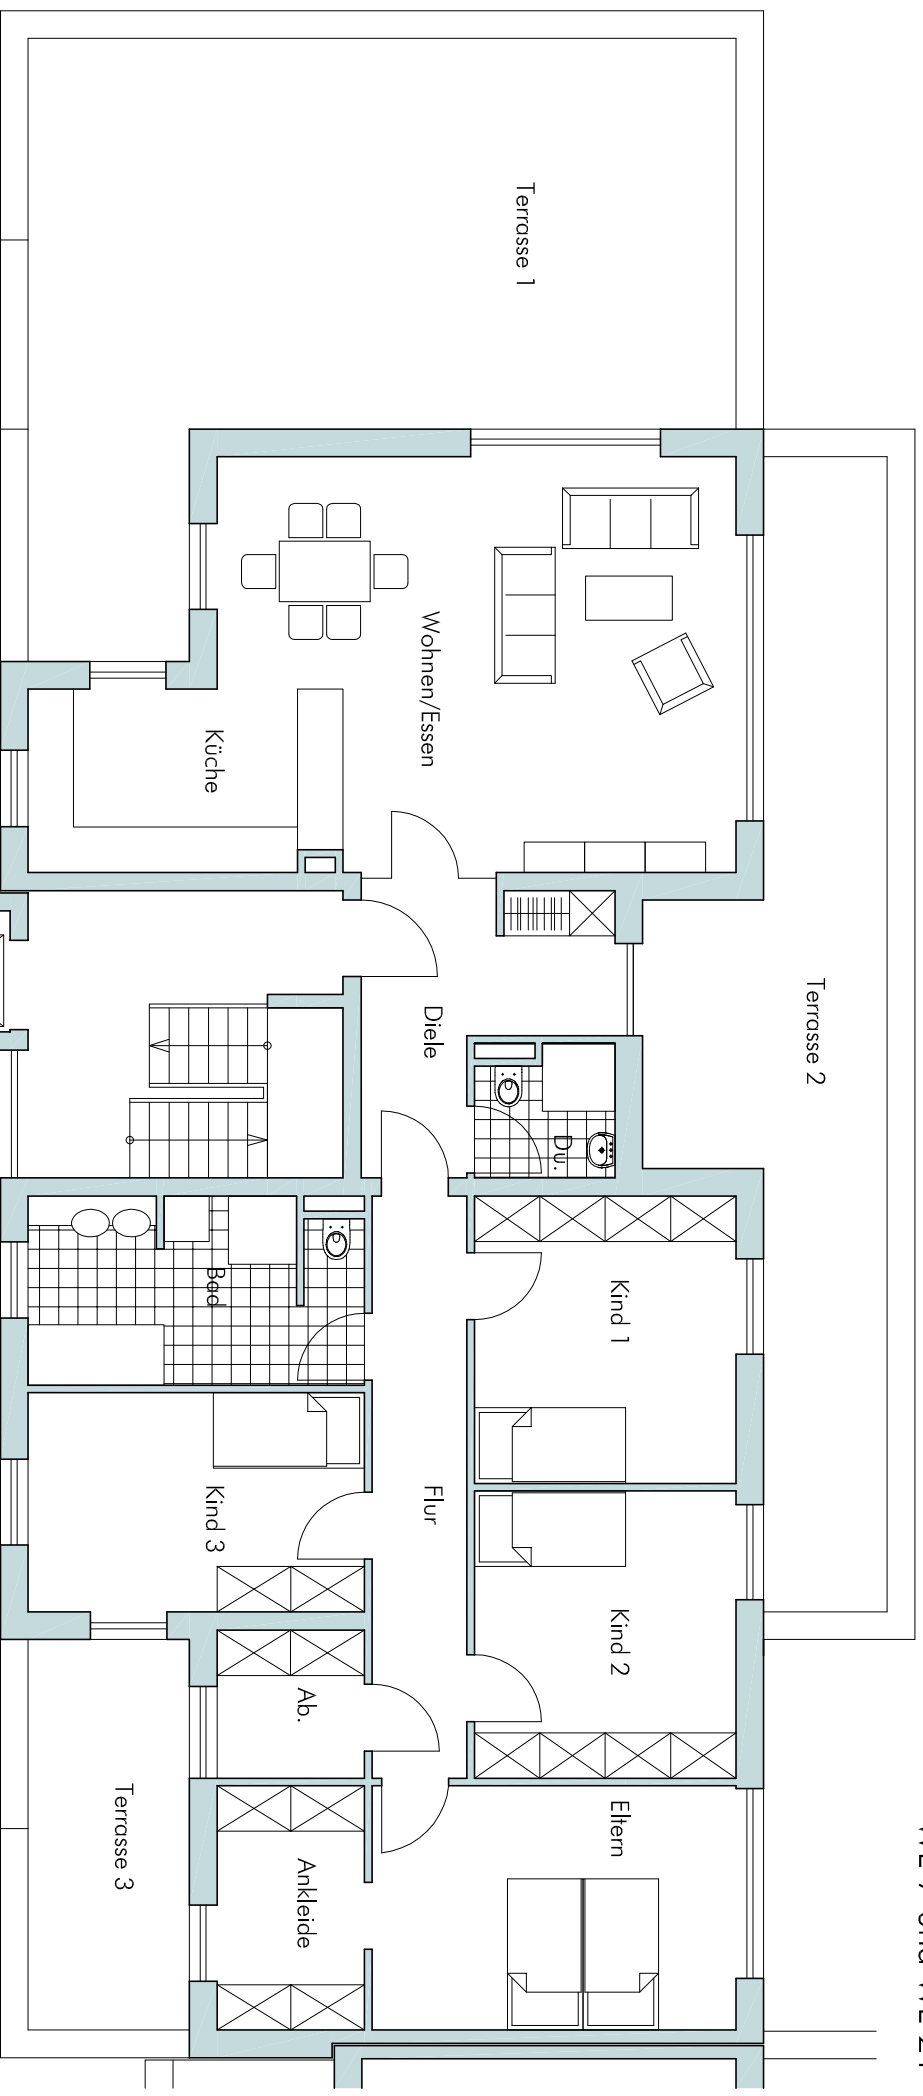 Terrasse 1
Wohnen/Essen
Küche
Terrasse 2
Diele
Du.
Bad
Kind 1
Flur
Kind 3
Kind 2
Ab.
Eltern
Terrasse 3
Ankleide